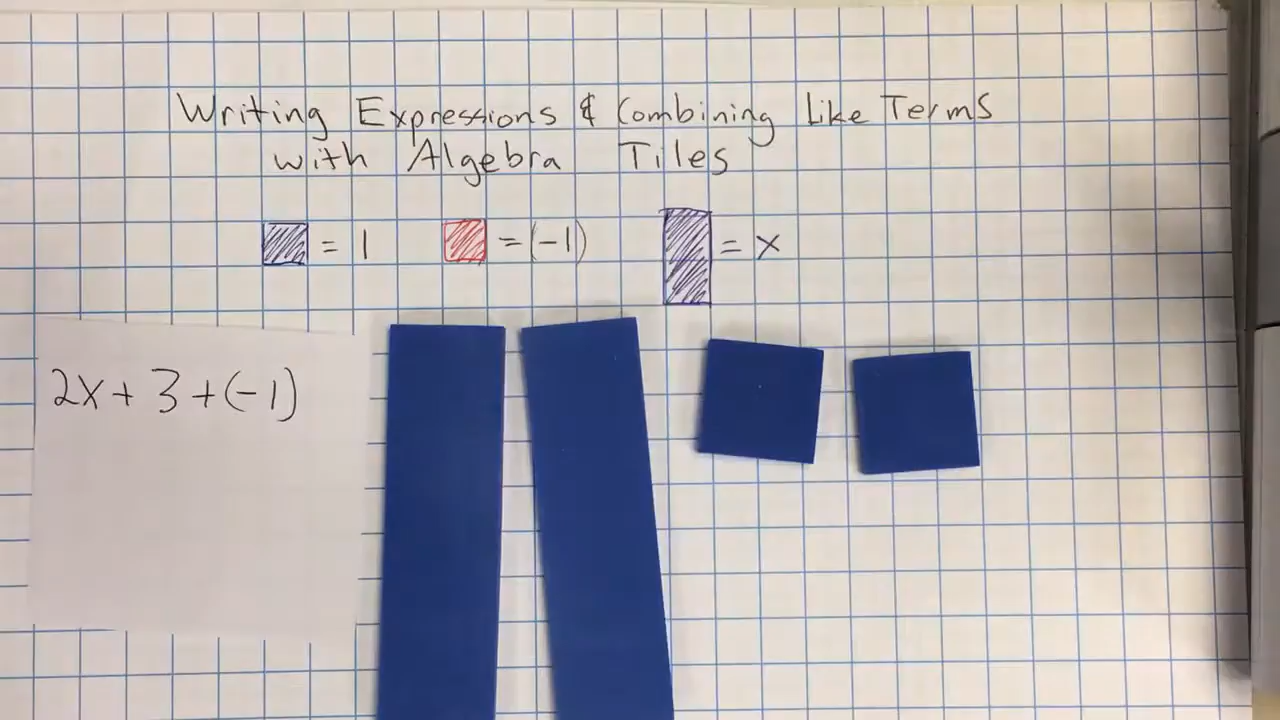 Writing Expressions & Combining Like Terms
with Algebra Tiles
= 1 = (-1) = x
2x + 3 + (-1)